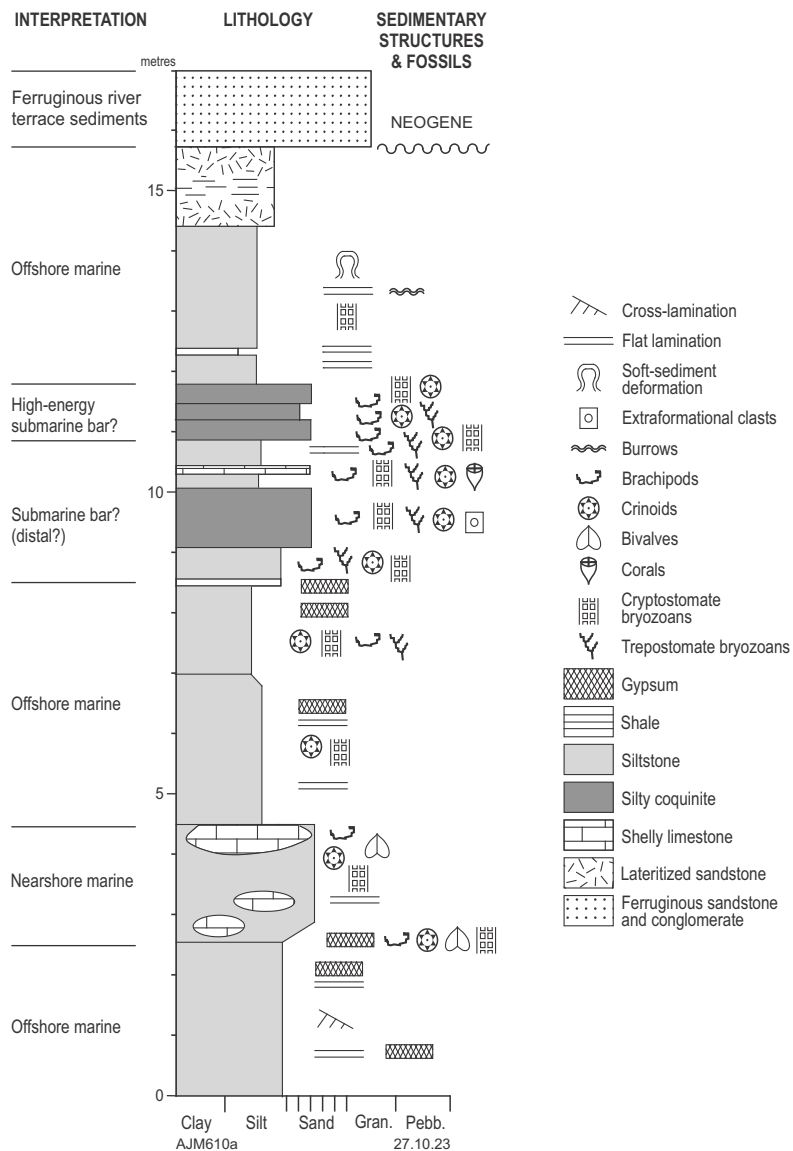 INTERPRETATION
LITHOLOGY
SEDIMENTARY
STRUCTURES
& FOSSILS
metres
Ferruginous river
terrace sediments
NEOGENE
15
Offshore marine
High-energy
submarine bar?
10
Submarine bar?
(distal?)
Offshore marine
5
Nearshore marine
Offshore marine
0
Clay
Silt
Sand
Gran.
Pebb.
AJM610a
27.10.23
Cross-lamination
Flat lamination
Soft-sediment
deformation
Extraformational clasts
Burrows
Brachipods
Crinoids
Bivalves
Corals
Cryptostomate
bryozoans
Trepostomate bryozoans
Gypsum
Shale
Siltstone
Silty coquinite
Shelly limestone
Lateritized sandstone
Ferruginous sandstone
and conglomerate